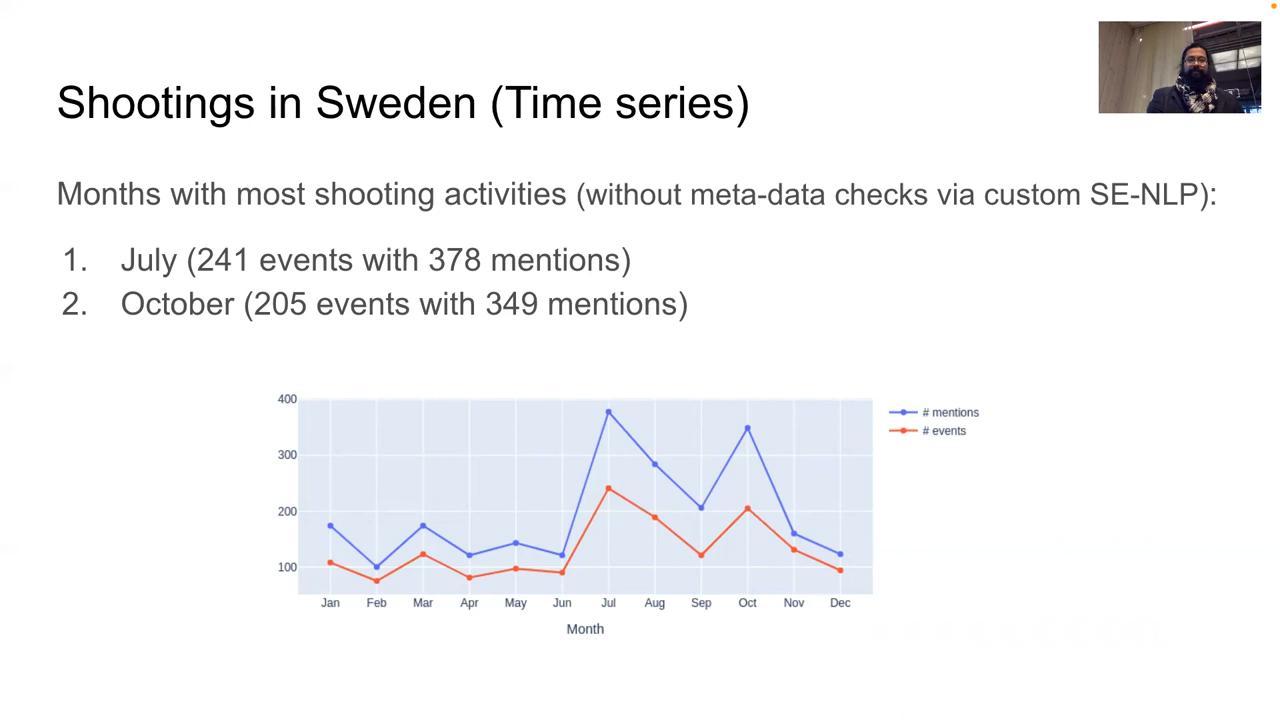 Shootings in Sweden (Time series)
Months with most shooting activities (without meta-data checks via custom SE-NLP):
1. July (241 events with 378 mentions)
2. October (205 events with 349 mentions)
400
300
200
100
Jan Feb Mar Apr May Jun Jul Aug Sep Oct Nov Dec
Month
# mentions
# events